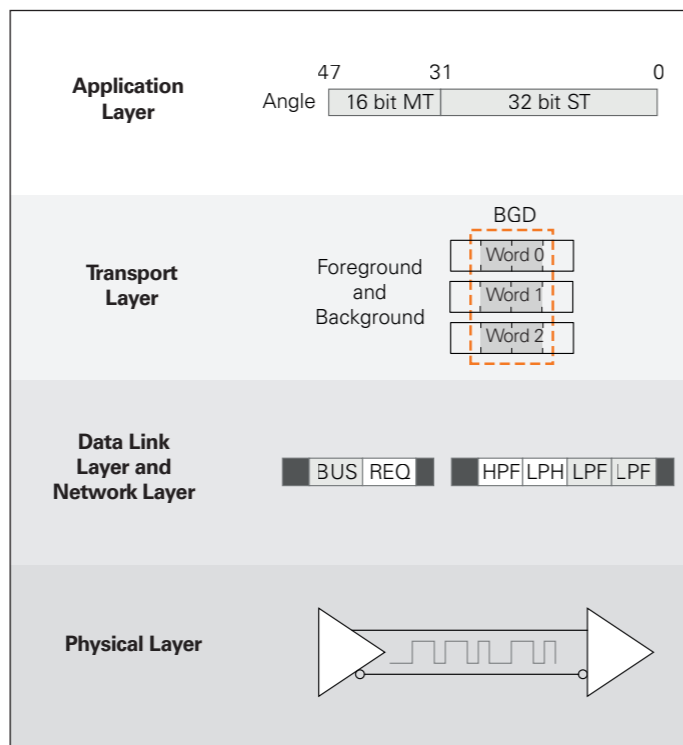 47 31 0
Application
Layer
Angle 16 bit MT 32 bit ST
BGD
Transport
Layer
Foreground
and
Background
Word 0
Word 1
Word 2
Data Link
Layer and
Network Layer
BUS REQ HPF LPH LPF LPF
Physical Layer